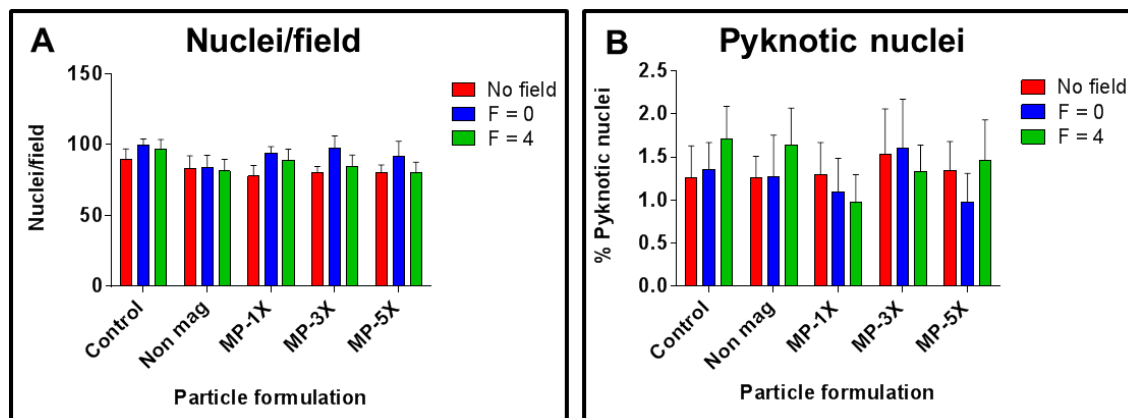 A
Nuclei/field
Nuclei/field
150
100
50
0
Control
Non mag
MP-1X
MP-3X
MP-5X
Particle formulation
No field
F = 0
F = 4
B
Pyknotic nuclei
% Pyknotic nuclei
2.5
2.0
1.5
1.0
0.5
0.0
Control
Non mag
MP-1X
MP-3X
MP-5X
Particle formulation
No field
F = 0
F = 4